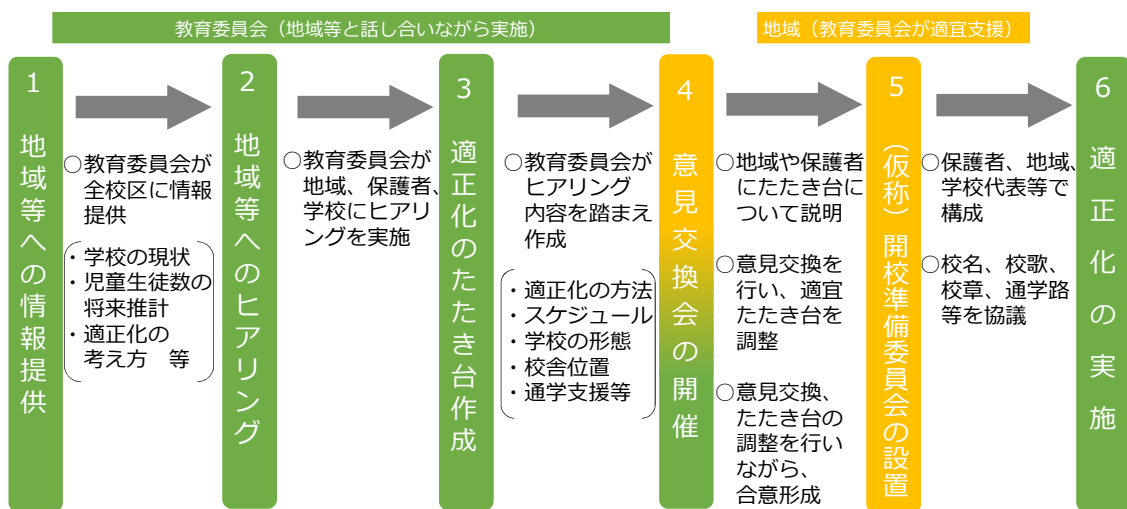 教育委員会（地域等と話し合いながら実施）
地域（教育委員会が適宜支援）
1 地域等への情報提供
○教育委員会が
全校区に情報
提供
・学校の現状
・児童生徒数の
将来推計
・適正化の
考え方　等
2 地域等へのヒアリング
○教育委員会が
地域、保護者、
学校にヒアリ
ングを実施
3 適正化のたたき台作成
○教育委員会が
ヒアリング
内容を踏まえ
作成
・適正化の方法
・スケジュール
・学校の形態
・校舎位置
・通学支援等
4 意見交換会の開催
○地域や保護者
にたたき台に
ついて説明
○意見交換を
行い、適宜
たたき台を
調整
○意見交換、
たたき台の
調整を行い
ながら、
合意形成
5 （仮称）開校準備委員会の設置
○保護者、地域、
学校代表等で
構成
○校名、校歌、
校章、通学路
等を協議
6 適正化の実施